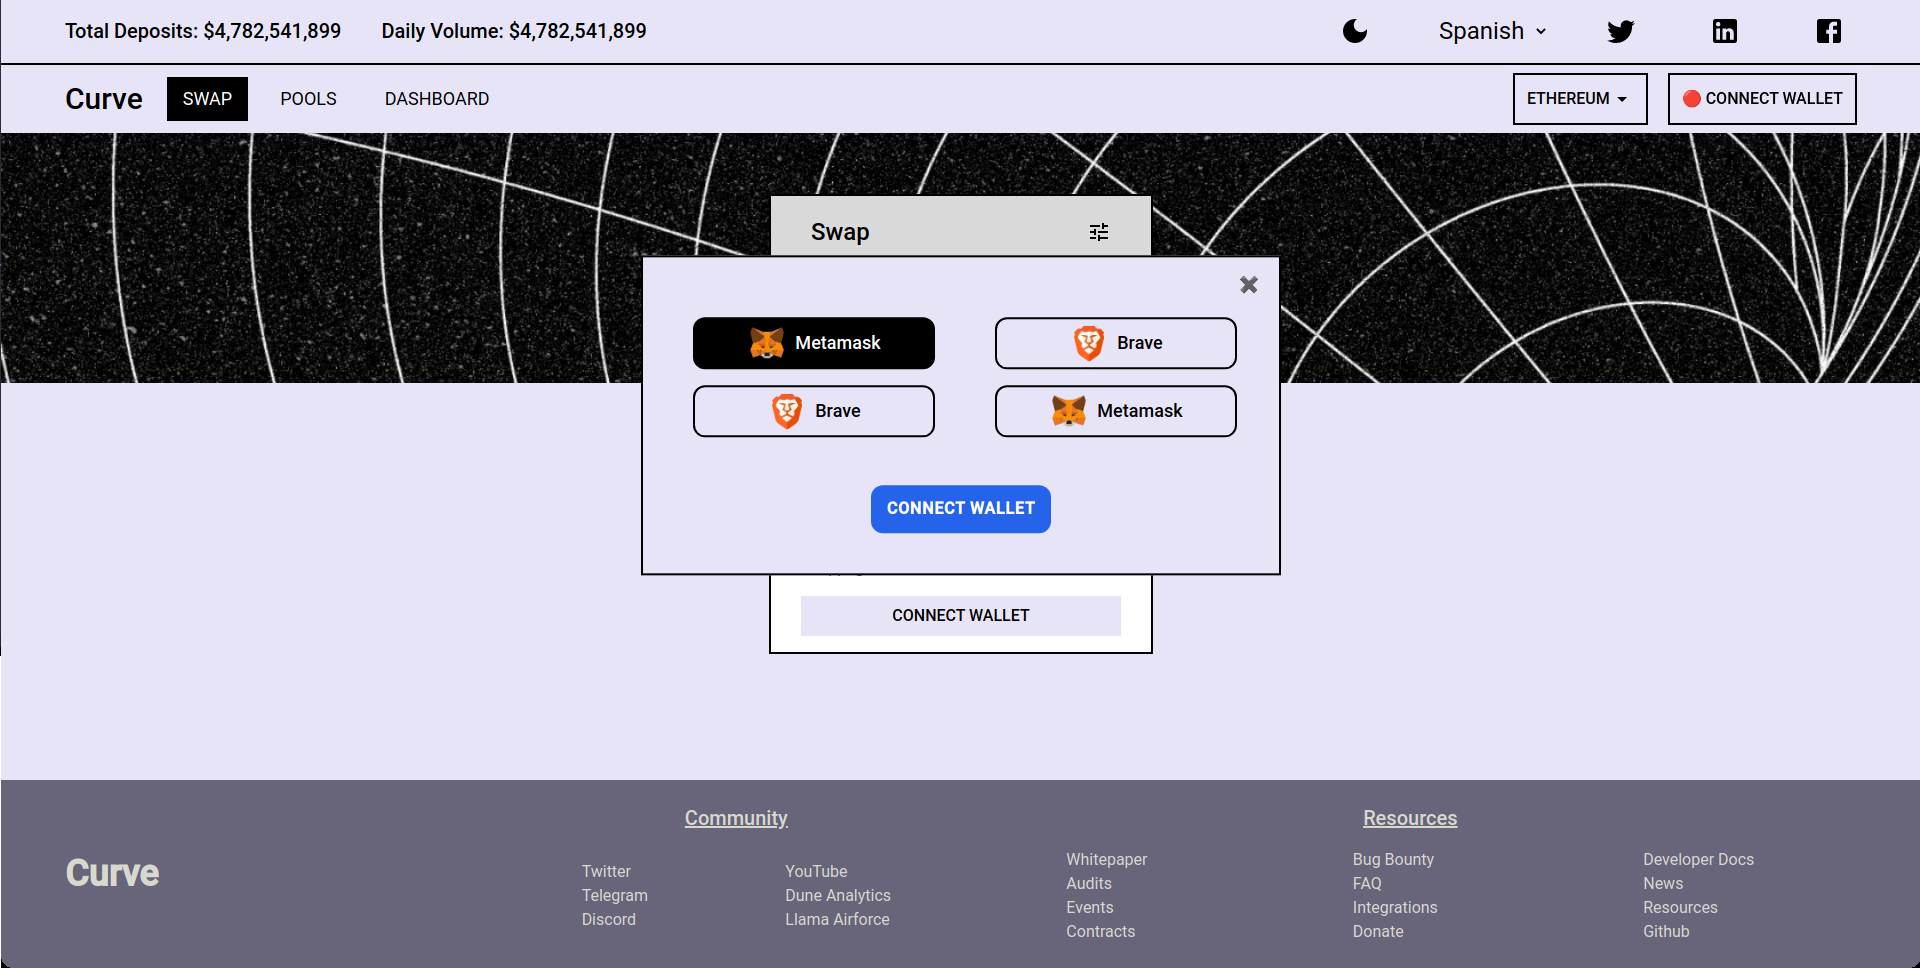 Total Deposits: $4,782,541,899 Daily Volume: $4,782,541,899 Spanish
Curve SWAP POOLS DASHBOARD ETHEREUM CONNECT WALLET
Swap
Metamask Brave
Brave Metamask
CONNECT WALLET
CONNECT WALLET
Community
Resources
Curve
Twitter YouTube
Telegram Dune Analytics
Discord Llama Airforce
Whitepaper Bug Bounty Developer Docs
Audits FAQ News
Events Integrations Resources
Contracts Donate Github